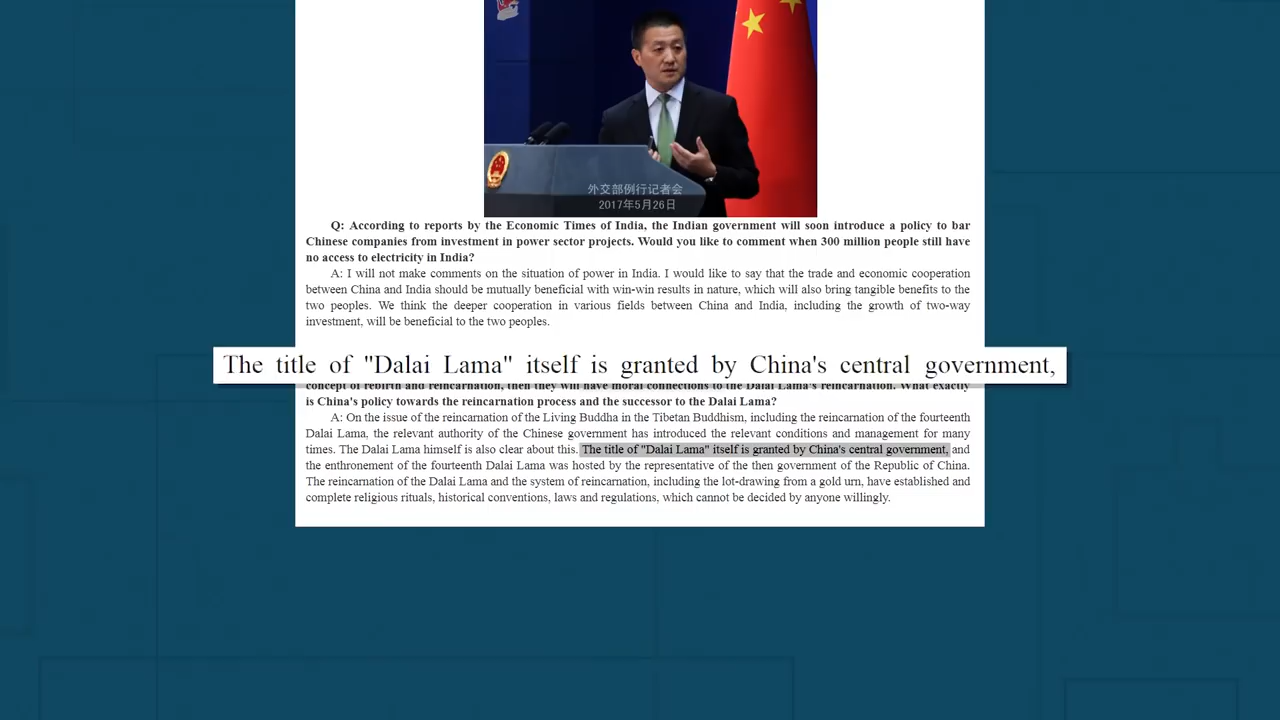 外交部例行记者会
2017年5月26日
Q: According to reports by the Economic Times of India, the Indian government will soon introduce a policy to bar
Chinese companies from investment in power sector projects. Would you like to comment when 300 million people still have
no access to electricity in India?
A: I will not make comments on the situation of power in India. I would like to say that the trade and economic cooperation
between China and India should be mutually beneficial with win-win results in nature, which will also bring tangible benefits to the
two peoples. We think the deeper cooperation in various fields between China and India, including the growth of two-way
investment, will be beneficial to the two peoples.
The title of "Dalai Lama" itself is granted by China's central government,
concept of rebirth and reincarnation, then they will have moral connections to the Dalai Lama's reincarnation. What exactly
is China's policy towards the reincarnation process and the successor to the Dalai Lama?
A: On the issue of the reincarnation of the Living Buddha in the Tibetan Buddhism, including the reincarnation of the fourteenth
Dalai Lama, the relevant authority of the Chinese government has introduced the relevant conditions and management for many
times. The Dalai Lama himself is also clear about this. The title of "Dalai Lama" itself is granted by China's central government, and
the enthronement of the fourteenth Dalai Lama was hosted by the representative of the then government of the Republic of China.
The reincarnation of the Dalai Lama and the system of reincarnation, including the lot-drawing from a gold urn, have established and
complete religious rituals, historical conventions, laws and regulations, which cannot be decided by anyone willingly.